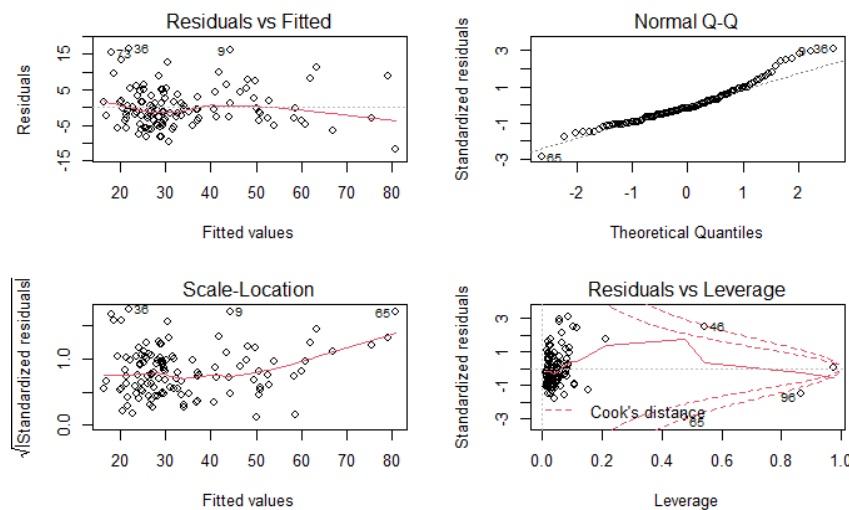 Residuals vs Fitted
Residuals
15
5
-5
-15
73
36
9
20 30 40 50 60 70 80
Fitted values
Normal Q-Q
Standardized residuals
3
1
-1
-3
65
9
36
-2 -1 0 1 2
Theoretical Quantiles
Scale-Location
√|Standardized residuals|
1.0
0.0
36
9
65
20 30 40 50 60 70 80
Fitted values
Residuals vs Leverage
Standardized residuals
3
1
-1
-3
46
96
65
Cook's distance
0.0 0.2 0.4 0.6 0.8 1.0
Leverage